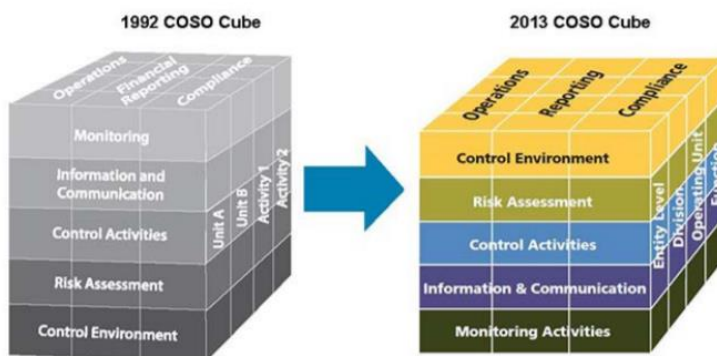 1992 COSO Cube
Operations
Financial
Reporting
Compliance
Monitoring
Information and
Communication
Control Activities
Risk Assessment
Control Environment
Unit A
Unit B
Activity 1
Activity 2
2013 COSO Cube
Operations
Reporting
Compliance
Control Environment
Risk Assessment
Control Activities
Information & Communication
Monitoring Activities
Entity Level
Division
Operating Unit
Function